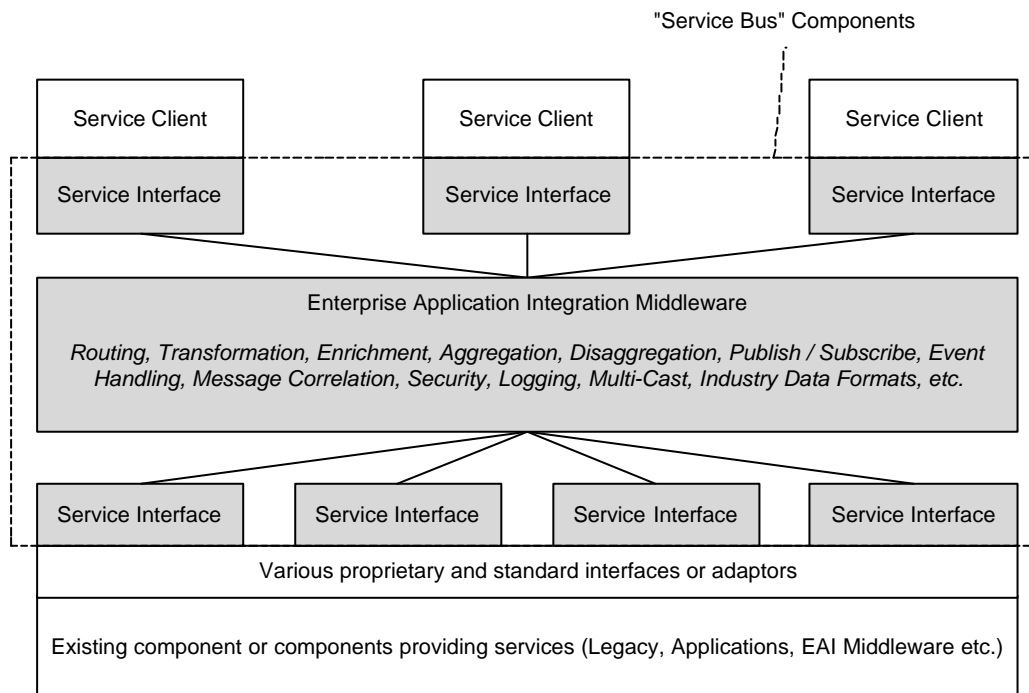 "Service Bus" Components
Service Client
Service Client
Service Client
Service Interface
Service Interface
Service Interface
Enterprise Application Integration Middleware
Routing, Transformation, Enrichment, Aggregation, Disaggregation, Publish / Subscribe, Event
Handling, Message Correlation, Security, Logging, Multi-Cast, Industry Data Formats, etc.
Service Interface
Service Interface
Service Interface
Service Interface
Various proprietary and standard interfaces or adaptors
Existing component or components providing services (Legacy, Applications, EAI Middleware etc.)